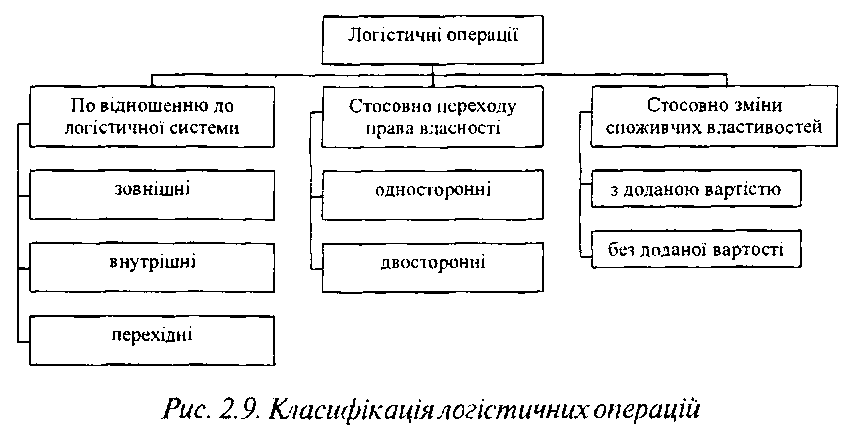 Логістичні операції
По відношенню до
логістичної системи
зовнішні
внутрішні
перехідні
Стосовно переходу
права власності
односторонні
двосторонні
Стосовно зміни
споживчих властивостей
з доданою вартістю
без доданої вартості
Рис. 2.9. Класифікація логістичних операцій